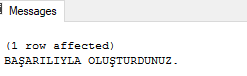 Messages
(1 row affected)
BAŞARILIYLA OLUŞTURDUNUZ.